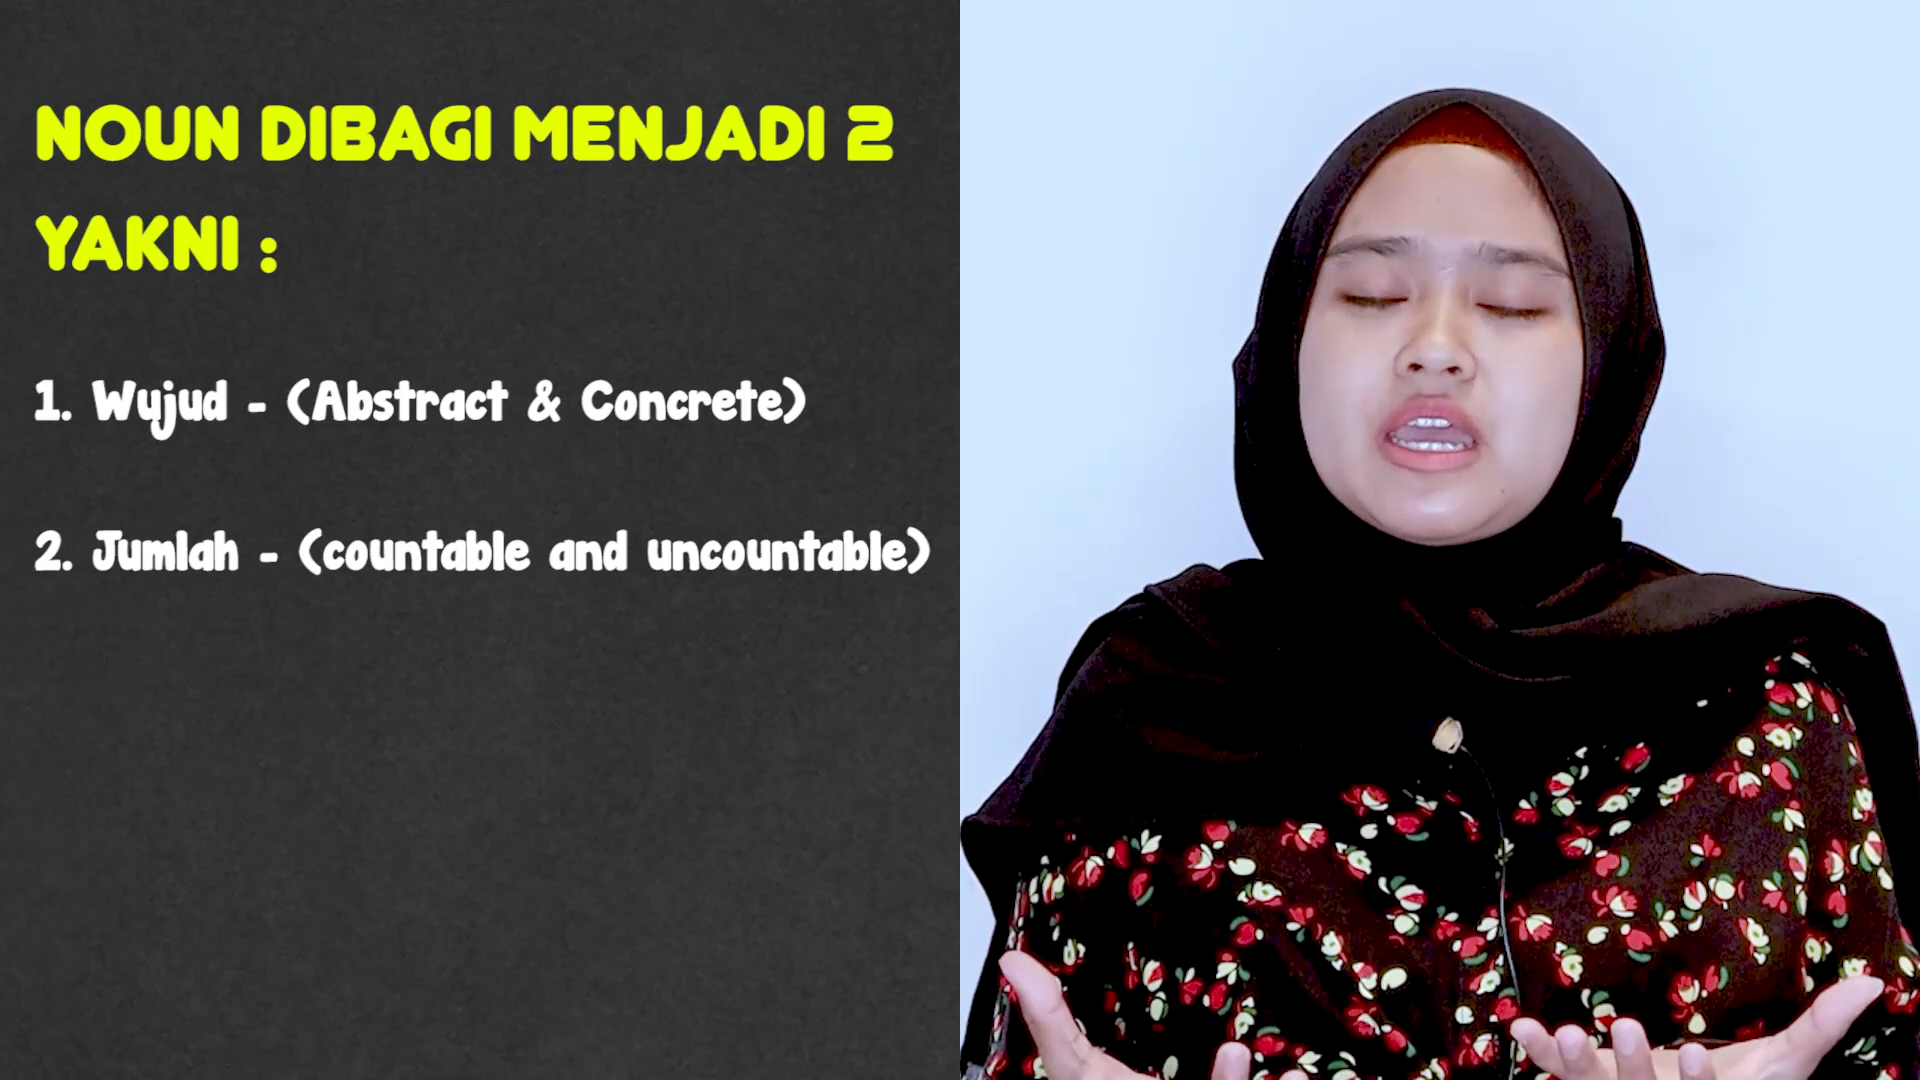 NOUN DIBAGI MENJADI 2
YAKNI :
1. Wujud - (Abstract & Concrete)
2. Jumlah - (countable and uncountable)